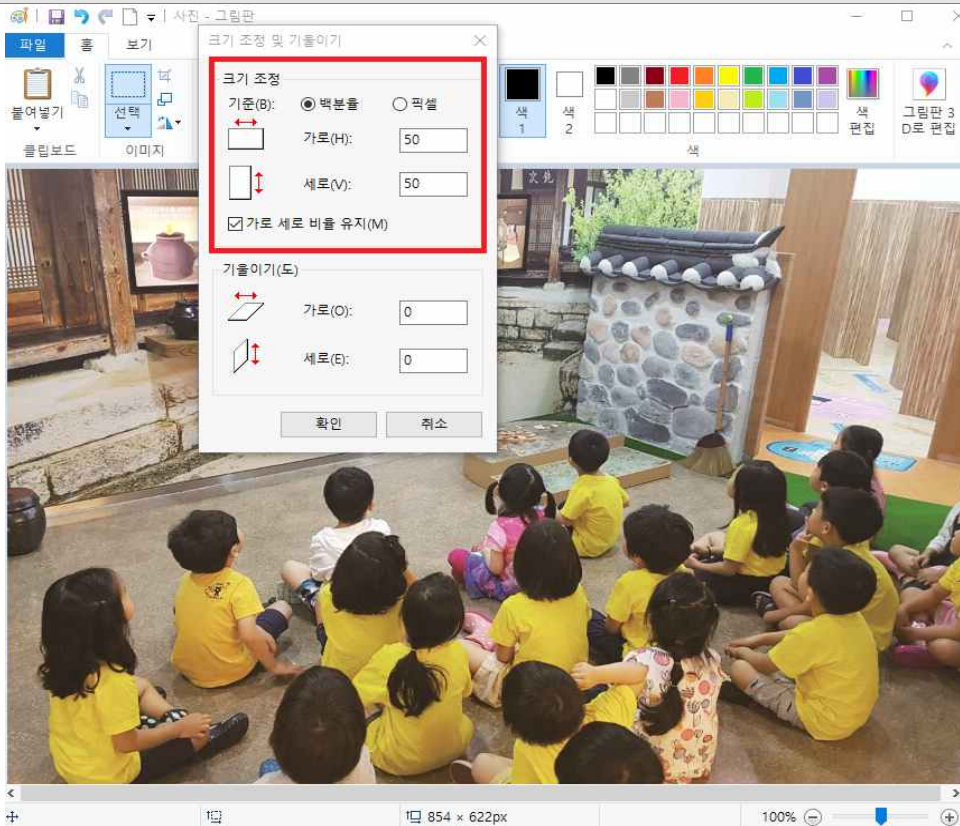 사진 - 그림판
파일 홈 보기
붙여넣기
클립보드
선택
이미지
색
1
색
2
색
편집
그림판 3
D로 편집
색
크기 조정 및 기울이기
크기 조정
기준(B): 백분율 픽셀
가로(H): 50
세로(V): 50
가로 세로 비율 유지(M)
기울이기(도)
가로(O): 0
세로(E): 0
확인 취소
854 × 622px
100%